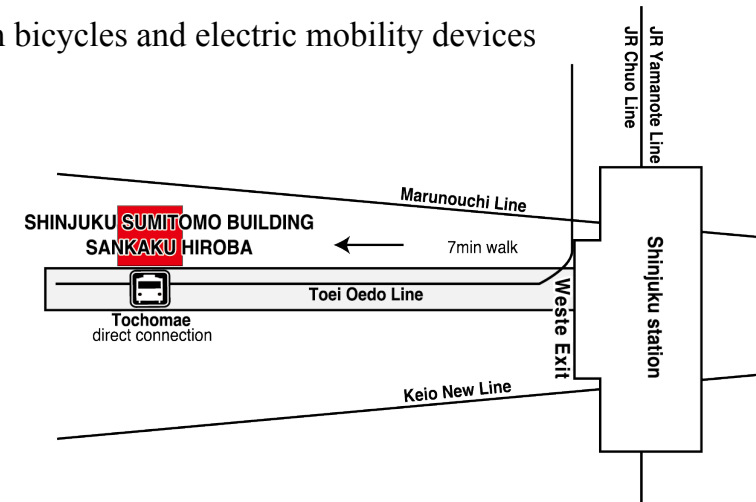 bicycles and electric mobility devices
JR Yamanote Line
JR Chuo Line
Marunouchi Line
SHINJUKU SUMITOMO BUILDING
SANKAKU HIROBA
7min walk
Shinjuku station
Toei Oedo Line
Weste Exit
Tochomae
direct connection
Keio New Line